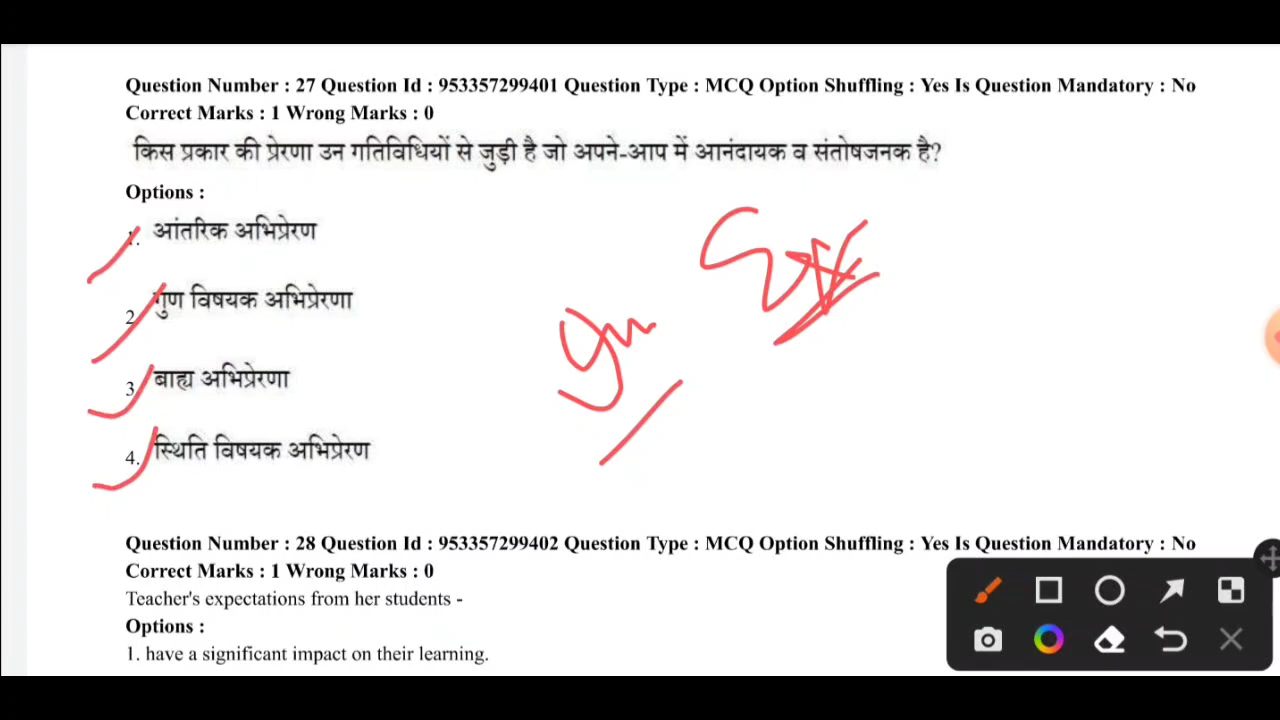 Question Number : 27 Question Id : 953357299401 Question Type : MCQ Option Shuffling : Yes Is Question Mandatory : No
Correct Marks : 1 Wrong Marks : 0
किस प्रकार की प्रेरणा उन गतिविधियों से जुड़ी है जो अपने-आप में आनंदायक व संतोषजनक है?
Options :
1. आंतरिक अभिप्रेरण
2 गुण विषयक अभिप्रेरणा
3 बाह्य अभिप्रेरणा
4. स्थिति विषयक अभिप्रेरण
Question Number : 28 Question Id : 953357299402 Question Type : MCQ Option Shuffling : Yes Is Question Mandatory : No
Correct Marks : 1 Wrong Marks : 0
Teacher's expectations from her students -
Options :
1. have a significant impact on their learning.